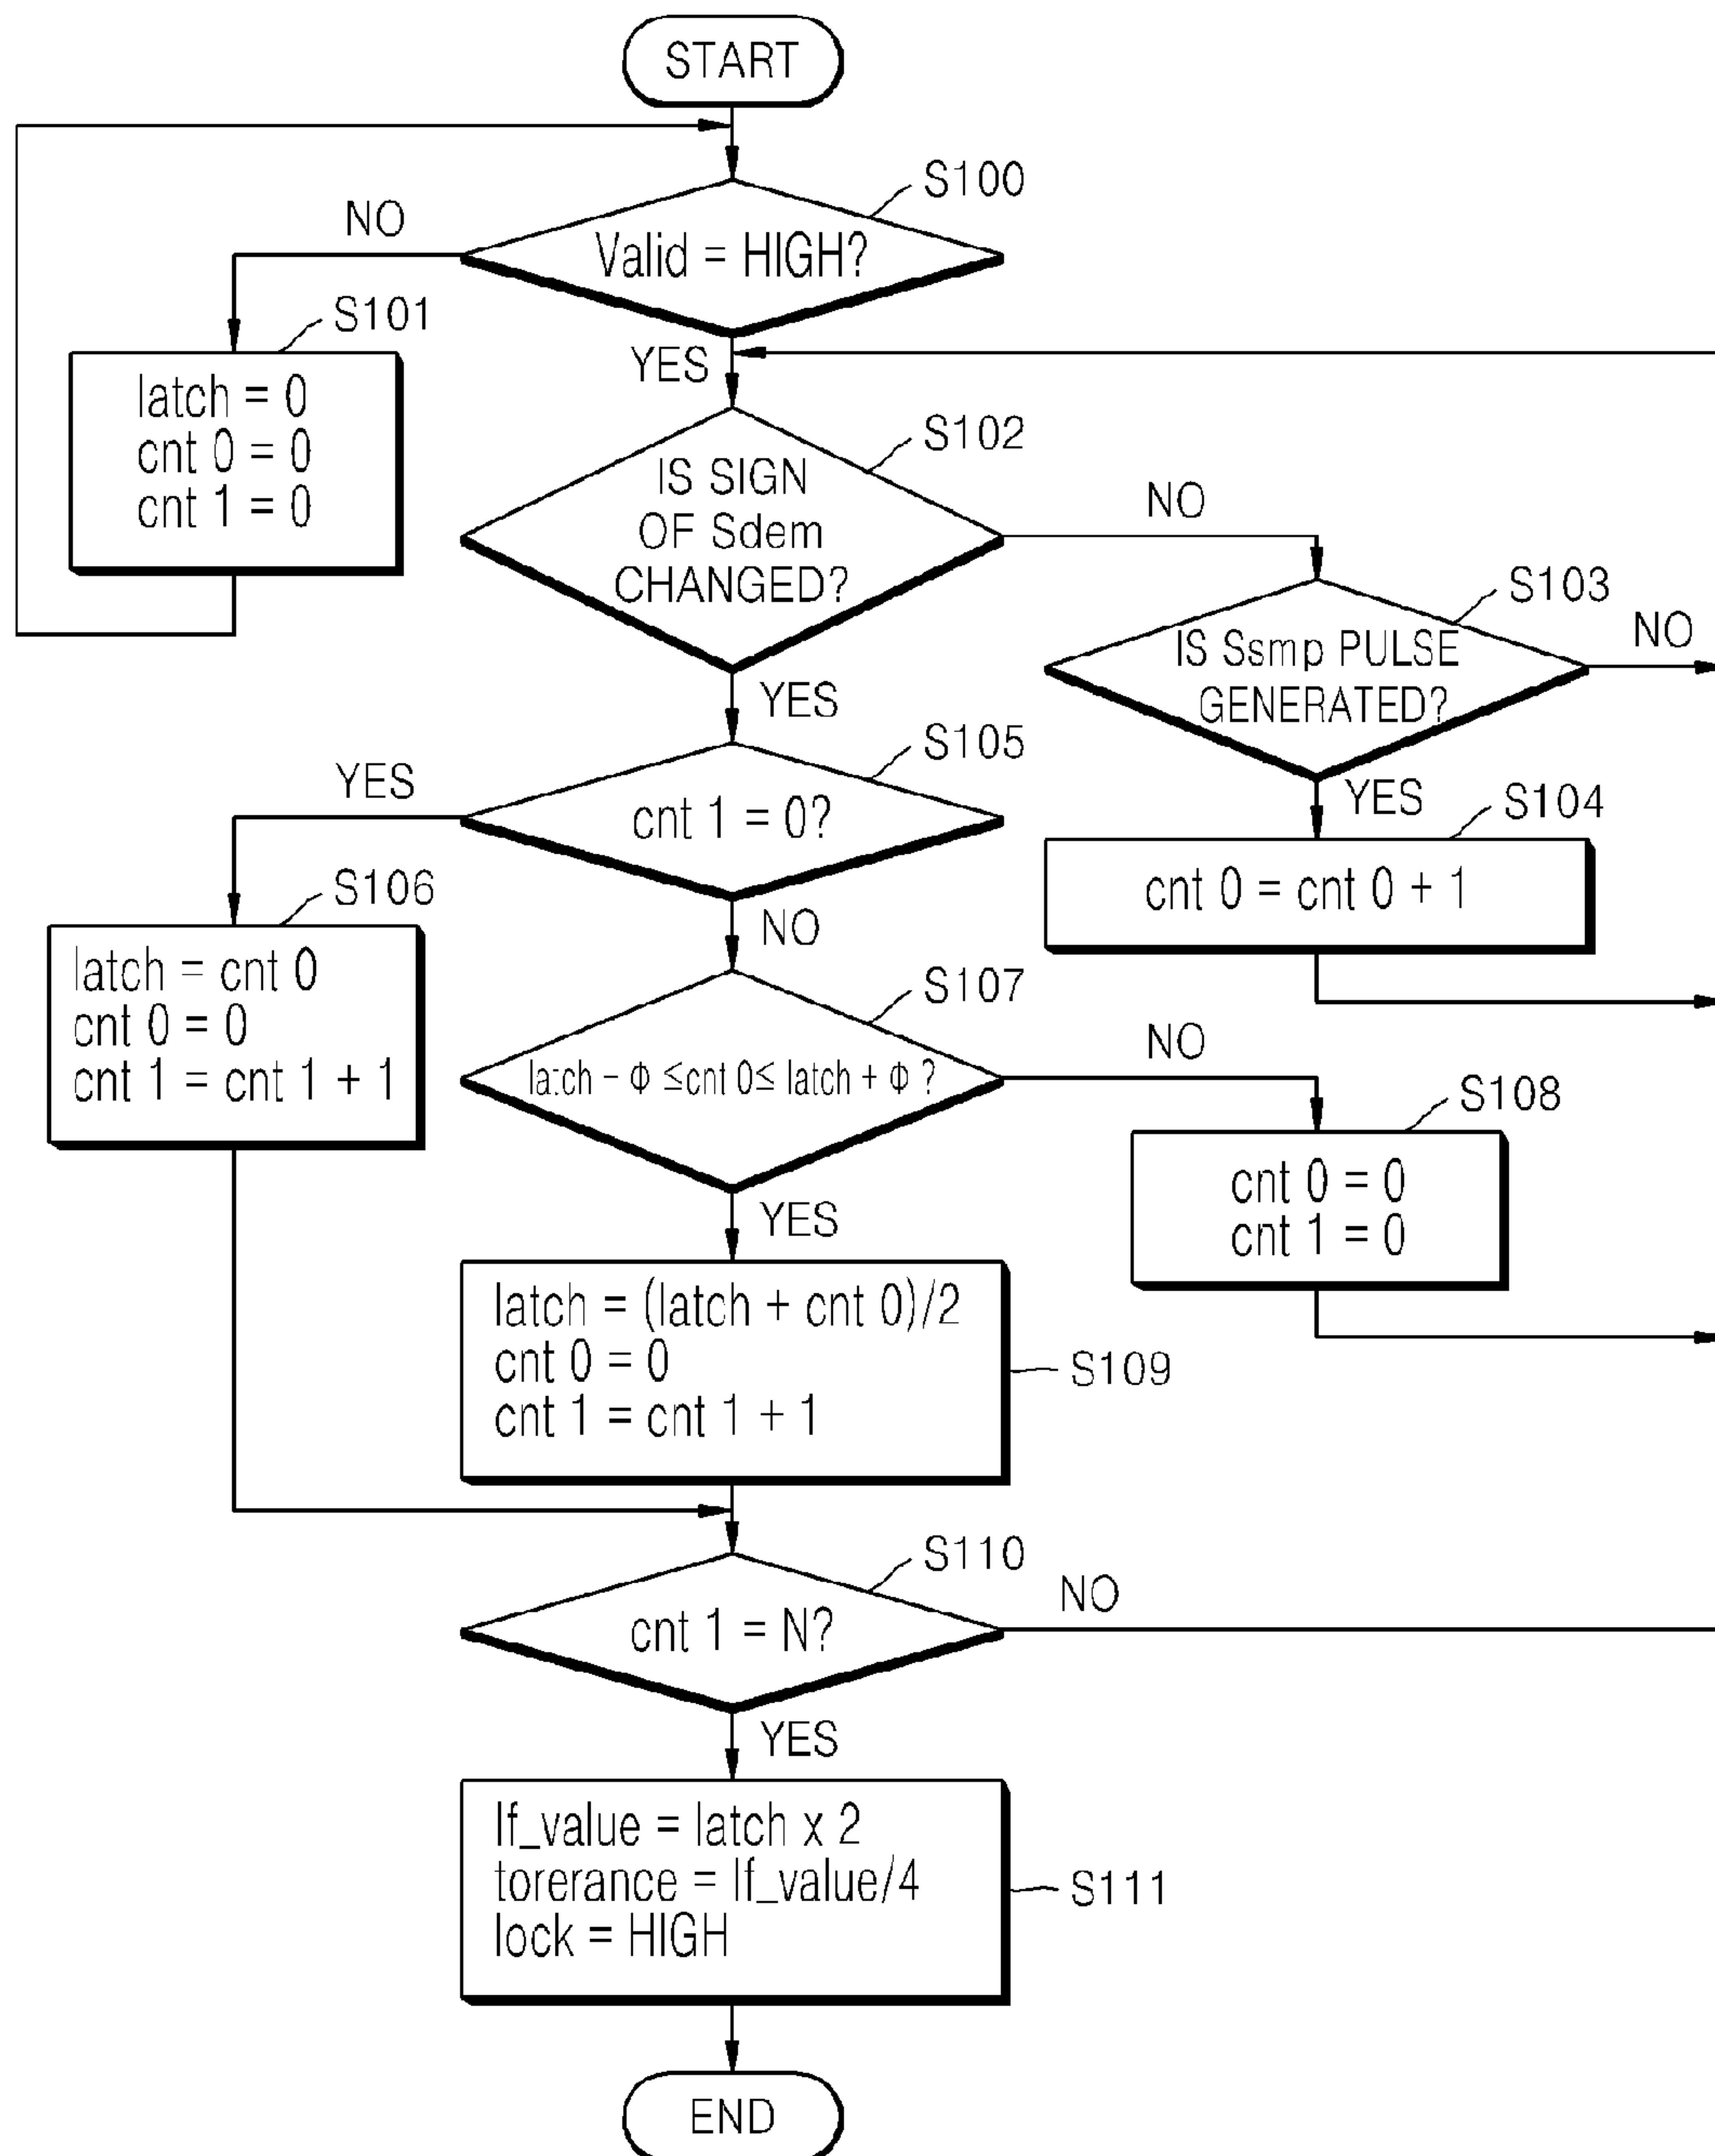 START
S100
NO
Valid = HIGH?
S101
YES
latch = 0
cnt 0 = 0
cnt 1 = 0
S102
IS SIGN
OF Sdem
CHANGED?
NO
S103
IS Ssmp PULSE
GENERATED?
NO
YES
YES
S104
cnt 0 = cnt 0 + 1
S105
YES
cnt 1 = 0?
S106
NO
latch = cnt 0
cnt 0 = 0
cnt 1 = cnt 1 + 1
S107
latch - Φ ≤cnt 0≤ latch + Φ ?
NO
S108
cnt 0 = 0
cnt 1 = 0
YES
latch = (latch + cnt 0)/2
cnt 0 = 0
cnt 1 = cnt 1 + 1
S109
S110
NO
cnt 1 = N?
YES
lf_value = latch x 2
torerance = lf_value/4
lock = HIGH
S111
END